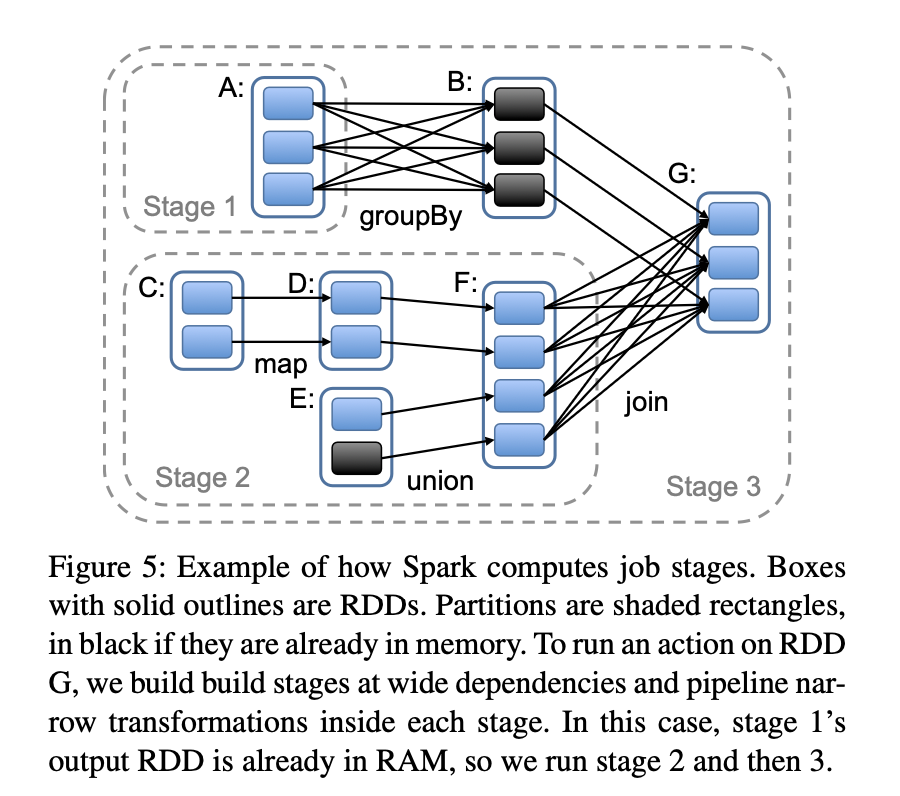 A:
B:
G:
Stage 1
groupBy
C:
D:
F:
map
E:
join
Stage 2
union
Stage 3
Figure 5: Example of how Spark computes job stages. Boxes
with solid outlines are RDDs. Partitions are shaded rectangles,
in black if they are already in memory. To run an action on RDD
G, we build build stages at wide dependencies and pipeline nar-
row transformations inside each stage. In this case, stage 1’s
output RDD is already in RAM, so we run stage 2 and then 3.